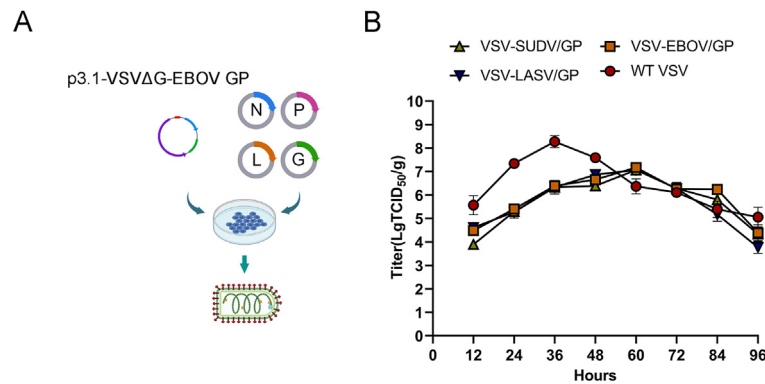 A
p3.1-VSVΔG-EBOV GP
N P
L G
B
VSV-SUDV/GP VSV-EBOV/GP
VSV-LASV/GP WT VSV
Titer(LgTCID50/g)
10
9
8
7
6
5
4
3
2
1
0
0 12 24 36 48 60 72 84 96
Hours